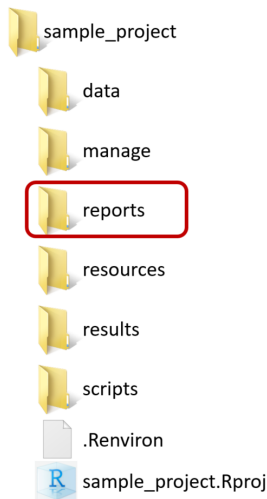 sample_project
data
manage
reports
resources
results
scripts
.Renviron
R sample_project.Rproj